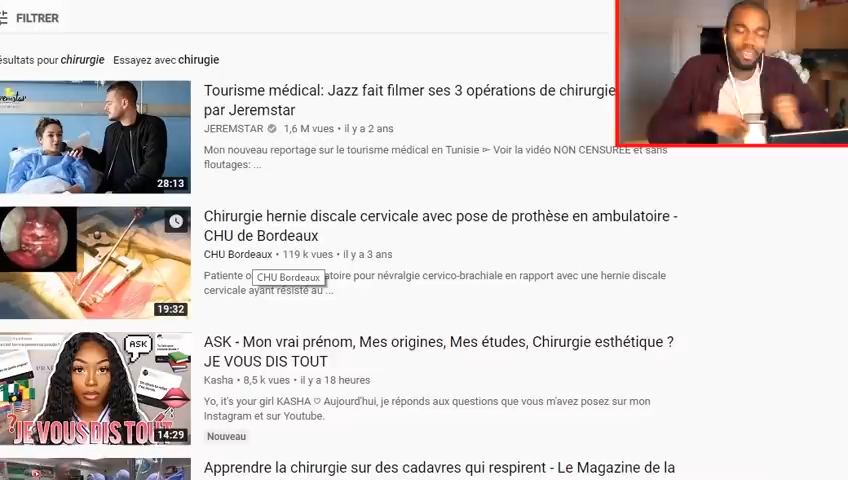 FILTRER
ésultats pour chirurgie Essayez avec chirugie
Tourisme médical: Jazz fait filmer ses 3 opérations de chirurgie
par Jeremstar
JEREMSTAR 1,6 M vues • il y a 2 ans
Mon nouveau reportage sur le tourisme médical en Tunisie ► Voir la vidéo NON CENSURÉE et sans
floutages: ...
28:13
Chirurgie hernie discale cervicale avec pose de prothèse en ambulatoire -
CHU de Bordeaux
CHU Bordeaux • 119 k vues • il y a 3 ans
Patiente o CHU Bordeaux atoire pour névralgie cervico-brachiale en rapport avec une hernie discale
cervicale ayant résisté au ...
19:32
ASK - Mon vrai prénom, Mes origines, Mes études, Chirurgie esthétique ?
JE VOUS DIS TOUT
Kasha • 8,5 k vues • il y a 18 heures
Yo, it's your girl KASHA ♡ Aujourd'hui, je réponds aux questions que vous m'avez posez sur mon
Instagram et sur Youtube.
Nouveau
ASK
?JE VOUS DIS TOUT
14:29
Apprendre la chirurgie sur des cadavres qui respirent - Le Magazine de la